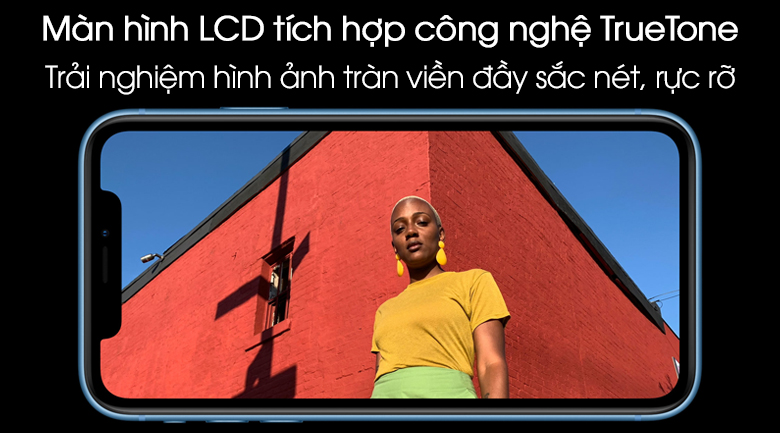 Màn hình LCD tích hợp công nghệ TrueTone
Trải nghiệm hình ảnh tràn viền đầy sắc nét, rực rỡ